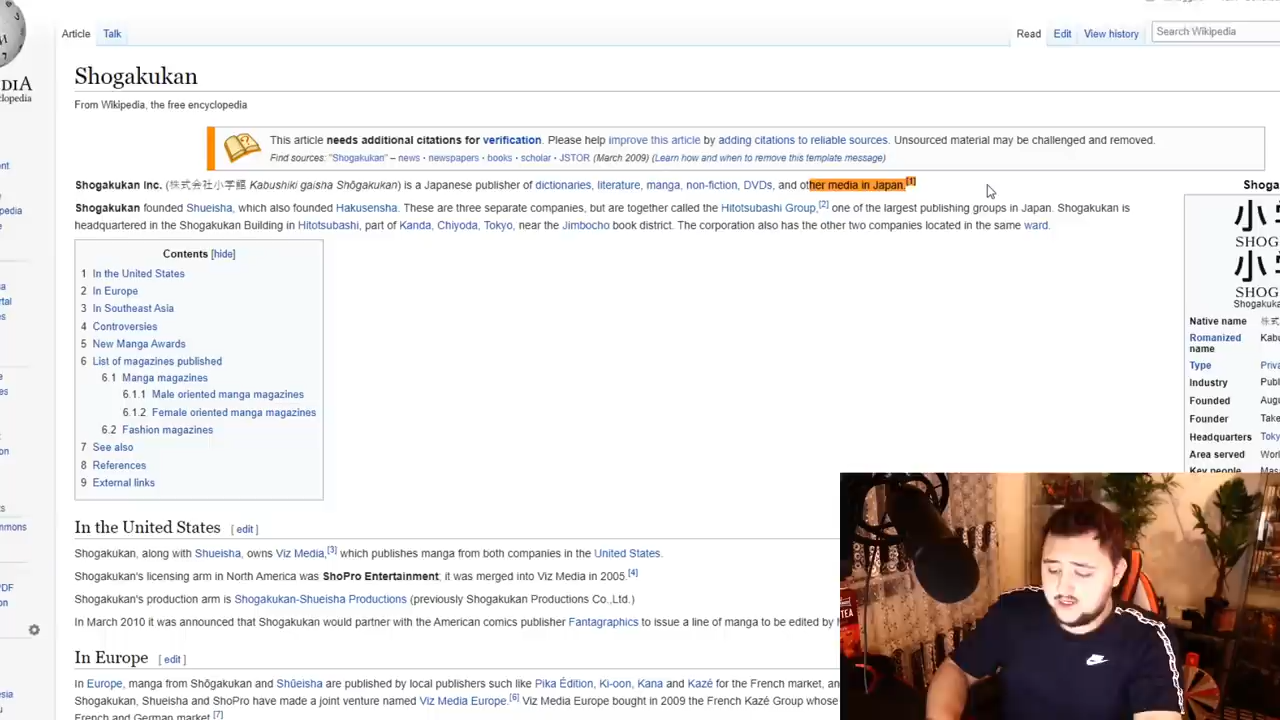 DIA
clopedia
Article Talk Read Edit View history Search Wikipedia
Shogakukan
From Wikipedia, the free encyclopedia
This article needs additional citations for verification. Please help improve this article by adding citations to reliable sources. Unsourced material may be challenged and removed.
Find sources: "Shogakukan" – news · newspapers · books · scholar · JSTOR (March 2009) (Learn how and when to remove this template message)
Shogakukan Inc. (株式会社小学館 Kabushiki gaisha Shōgakukan) is a Japanese publisher of dictionaries, literature, manga, non-fiction, DVDs, and other media in Japan.[1]
Shogakukan founded Shueisha, which also founded Hakusensha. These are three separate companies, but are together called the Hitotsubashi Group,[2] one of the largest publishing groups in Japan. Shogakukan is
headquartered in the Shogakukan Building in Hitotsubashi, part of Kanda, Chiyoda, Tokyo, near the Jimbocho book district. The corporation also has the other two companies located in the same ward.
Contents [hide]
1 In the United States
2 In Europe
3 In Southeast Asia
4 Controversies
5 New Manga Awards
6 List of magazines published
6.1 Manga magazines
6.1.1 Male oriented manga magazines
6.1.2 Female oriented manga magazines
6.2 Fashion magazines
7 See also
8 References
9 External links
Shoga
小
SHOG
小
SHOG
Shogakuka
Native name 株式
Romanized Kabu
name
Type Priva
Industry Publ
Founded Augu
Founder Take
Headquarters Toky
Area served Worl
Key people Mas
In the United States [ edit ]
Shogakukan, along with Shueisha, owns Viz Media,[3] which publishes manga from both companies in the United States.
Shogakukan's licensing arm in North America was ShoPro Entertainment; it was merged into Viz Media in 2005.[4]
Shogakukan's production arm is Shogakukan-Shueisha Productions (previously Shogakukan Productions Co.,Ltd.)
In March 2010 it was announced that Shogakukan would partner with the American comics publisher Fantagraphics to issue a line of manga to be edited by
In Europe [ edit ]
In Europe, manga from Shōgakukan and Shūeisha are published by local publishers such like Pika Édition, Ki-oon, Kana and Kazé for the French market, an
Shogakukan, Shueisha and ShoPro have made a joint venture named Viz Media Europe.[6] Viz Media Europe bought in 2009 the French Kazé Group whose
French and German market.[7]
TEA